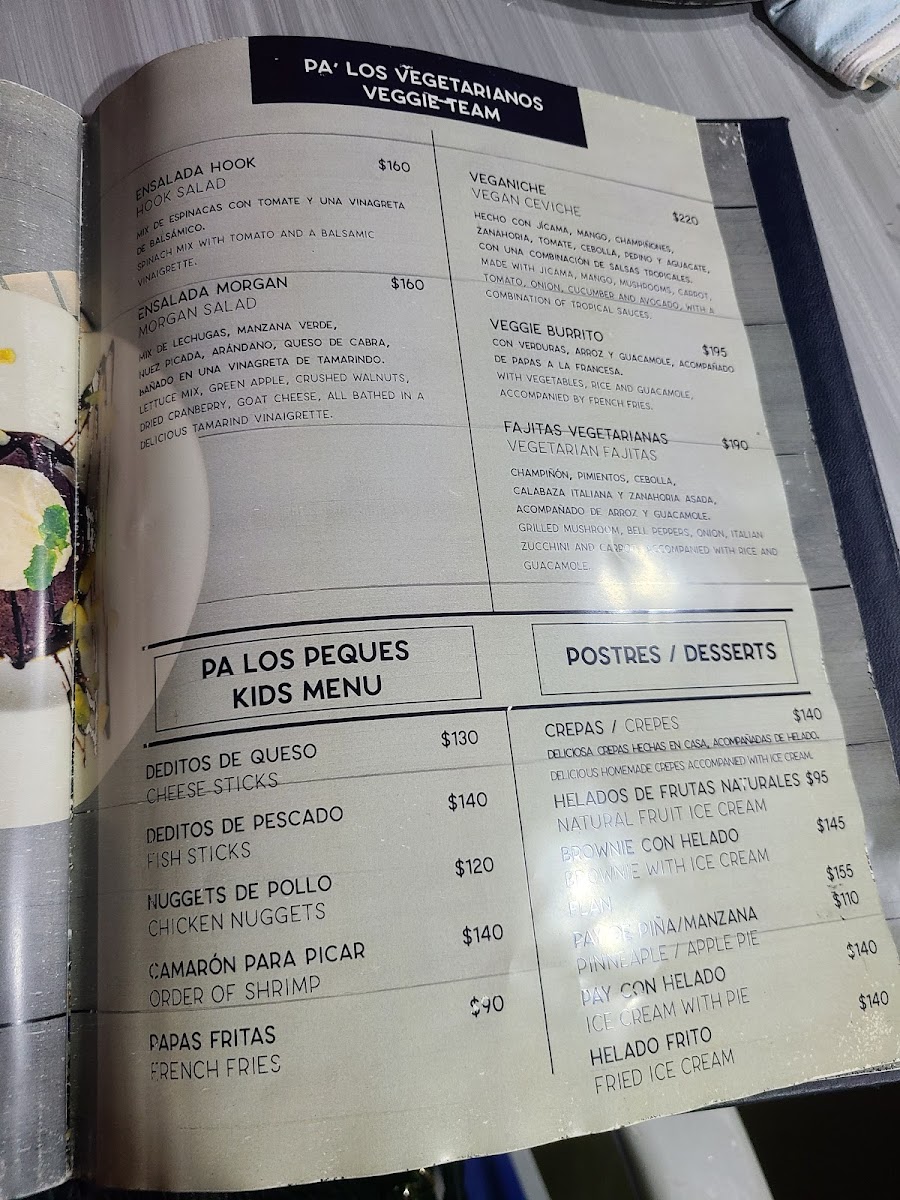 PA' LOS VEGETARIANOS
VEGGIE TEAM
ENSALADA HOOK $160
HOOK SALAD
MIX DE ESPINACAS CON TOMATE Y UNA VINAGRETA
DE BALSÁMICO.
SPINACH MIX WITH TOMATO AND A BALSAMIC
VINAIGRETTE.
ENSALADA MORGAN $160
MORGAN SALAD
MIX DE LECHUGAS, MANZANA VERDE,
NUEZ PICADA, ARÁNDANO, QUESO DE CABRA,
BAÑADO EN UNA VINAGRETA DE TAMARINDO.
LETTUCE MIX, GREEN APPLE, CRUSHED WALNUTS,
DRIED CRANBERRY, GOAT CHEESE, ALL BATHED IN A
DELICIOUS TAMARIND VINAIGRETTE.
VEGANICHE
VEGAN CEVICHE $220
HECHO CON JÍCAMA, MANGO, CHAMPIÑONES,
ZANAHORIA, TOMATE, CEBOLLA, PEPINO Y AGUACATE,
CON UNA COMBINACIÓN DE SALSAS TROPICALES.
MADE WITH JICAMA, MANGO, MUSHROOMS, CARROT,
TOMATO, ONION, CUCUMBER AND AVOCADO, WITH A
COMBINATION OF TROPICAL SAUCES.
VEGGIE BURRITO $195
CON VERDURAS, ARROZ Y GUACAMOLE, ACOMPAÑADO
DE PAPAS A LA FRANCESA.
WITH VEGETABLES, RICE AND GUACAMOLE,
ACCOMPANIED BY FRENCH FRIES.
FAJITAS VEGETARIANAS $190
VEGETARIAN FAJITAS
CHAMPIÑÓN, PIMIENTOS, CEBOLLA,
CALABAZA ITALIANA Y ZANAHORIA ASADA,
ACOMPAÑADO DE ARROZ Y GUACAMOLE.
GRILLED MUSHROOM, BELL PEPPERS, ONION, ITALIAN
ZUCCHINI AND CARROT ACCOMPANIED WITH RICE AND
GUACAMOLE.
PA LOS PEQUES
KIDS MENU
DEDITOS DE QUESO $130
CHEESE STICKS
DEDITOS DE PESCADO $140
FISH STICKS
NUGGETS DE POLLO $120
CHICKEN NUGGETS
CAMARÓN PARA PICAR $140
ORDER OF SHRIMP
PAPAS FRITAS $90
FRENCH FRIES
POSTRES / DESSERTS
CREPAS / CREPES $140
DELICIOSA CREPAS HECHAS EN CASA, ACOMPAÑADAS DE HELADO.
DELICIOUS HOMEMADE CREPES ACCOMPANIED WITH ICE CREAM.
HELADOS DE FRUTAS NATURALES $95
NATURAL FRUIT ICE CREAM
BROWNIE CON HELADO $145
BROWNIE WITH ICE CREAM
FLAN $155
PAY DE PIÑA/MANZANA $110
PINNEAPLE / APPLE PIE
PAY CON HELADO $140
ICE CREAM WITH PIE
HELADO FRITO $140
FRIED ICE CREAM